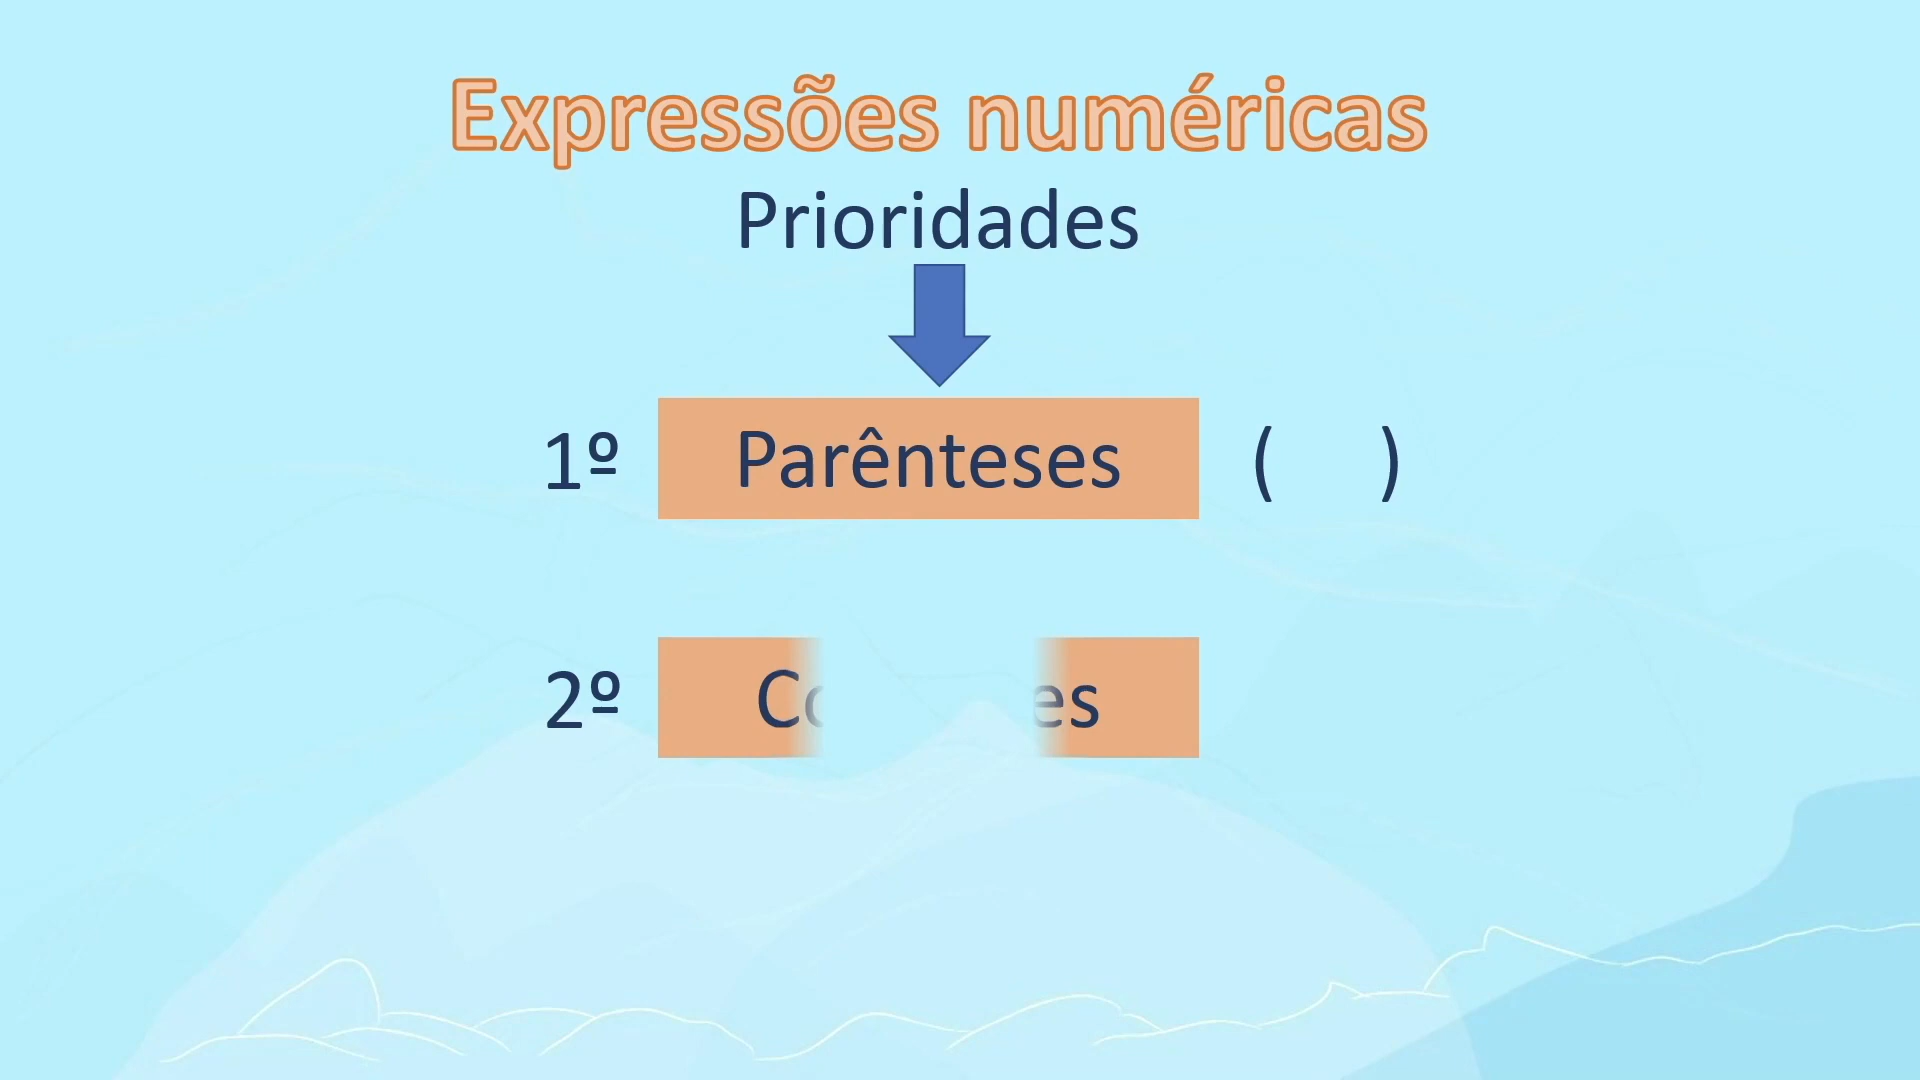 Expressões numéricas
Prioridades
1º Parênteses ( )
2º